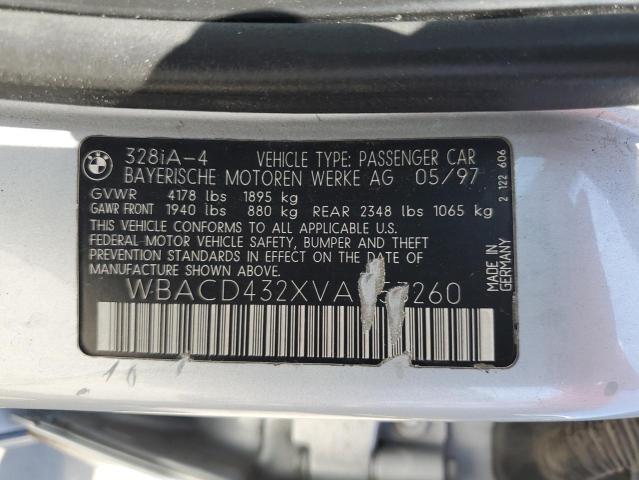 BMW
328iA-4 VEHICLE TYPE: PASSENGER CAR
BAYERISCHE MOTOREN WERKE AG 05/97
GVWR 4178 lbs 1895 kg
GAWR FRONT 1940 lbs 880 kg REAR 2348 lbs 1065 kg
THIS VEHICLE CONFORMS TO ALL APPLICABLE U.S.
FEDERAL MOTOR VEHICLE SAFETY, BUMPER AND THEFT
PREVENTION STANDARDS IN EFFECT ON THE DATE OF
MANUFACTURE SHOWN ABOVE.
2 122 606
MADE IN
GERMANY